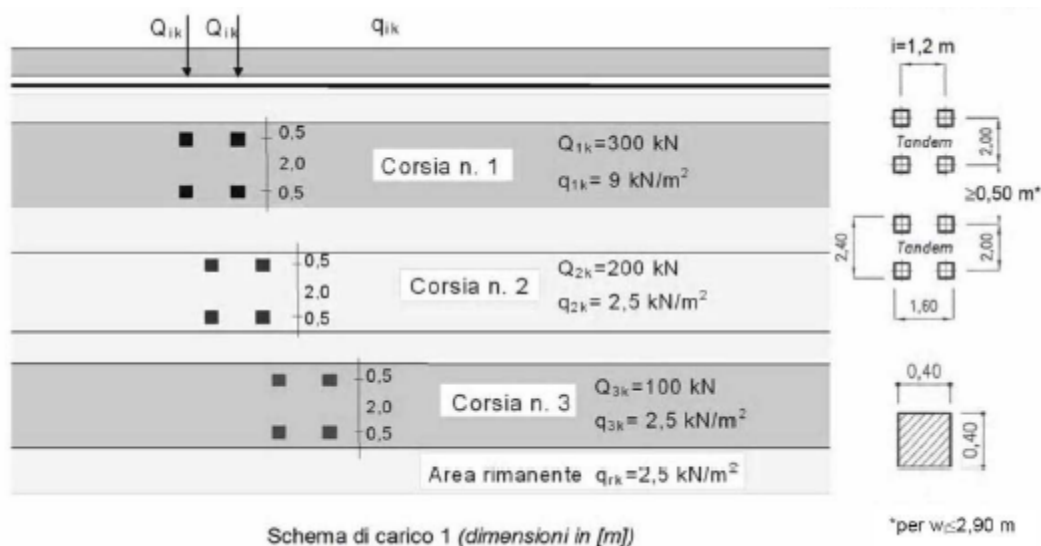 Qik Qik qik
0,5
2,0
0,5
Corsia n. 1
Q1k=300 kN
q1k= 9 kN/m²
0,5
2,0
0,5
Corsia n. 2
Q2k=200 kN
q2k= 2,5 kN/m²
0,5
2,0
0,5
Corsia n. 3
Q3k=100 kN
q3k= 2,5 kN/m²
Area rimanente qrk=2,5 kN/m²
Schema di carico 1 (dimensioni in [m])
i=1,2 m
Tandem
2,00
≥0,50 m*
Tandem
2,00
2,40
1,60
0,40
0,40
*per wL≤2,90 m